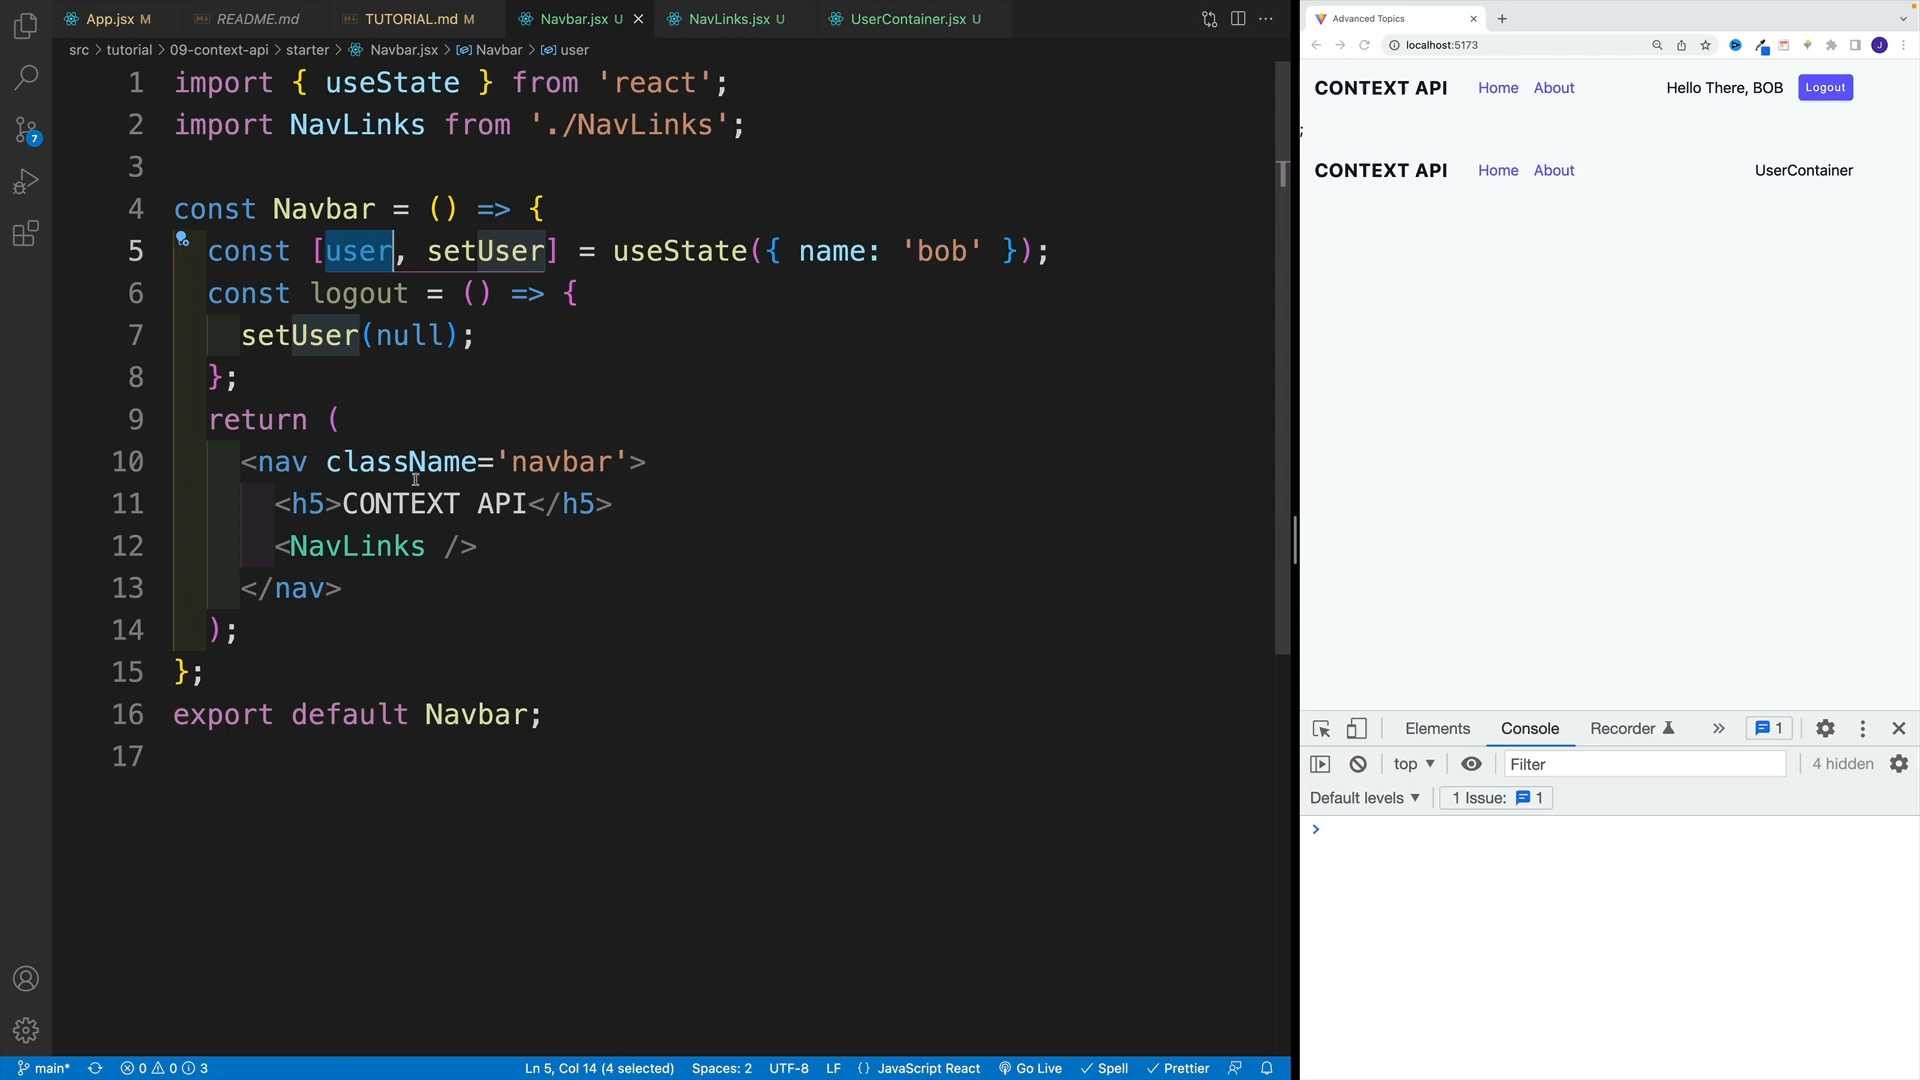 App.jsx M
README.md
TUTORIAL.md M
Navbar.jsx U
NavLinks.jsx U
UserContainer.jsx U
src > tutorial > 09-context-api > starter > Navbar.jsx > Navbar > user
1 import { useState } from 'react';
2 import NavLinks from './NavLinks';
3
4 const Navbar = () => {
5 const [user, setUser] = useState({ name: 'bob' });
6 const logout = () => {
7 setUser(null);
8 };
9 return (
10 <nav className='navbar'>
11 <h5>CONTEXT API</h5>
12 <NavLinks />
13 </nav>
14 );
15 };
16 export default Navbar;
17
7
main*
0 0 3
Ln 5, Col 14 (4 selected)
Spaces: 2
UTF-8
LF
{} JavaScript React
Go Live
Spell
Prettier
Advanced Topics
localhost:5173
J
CONTEXT API Home About Hello There, BOB Logout
;
CONTEXT API Home About UserContainer
Elements Console Recorder 1
top Filter 4 hidden
Default levels 1 Issue: 1